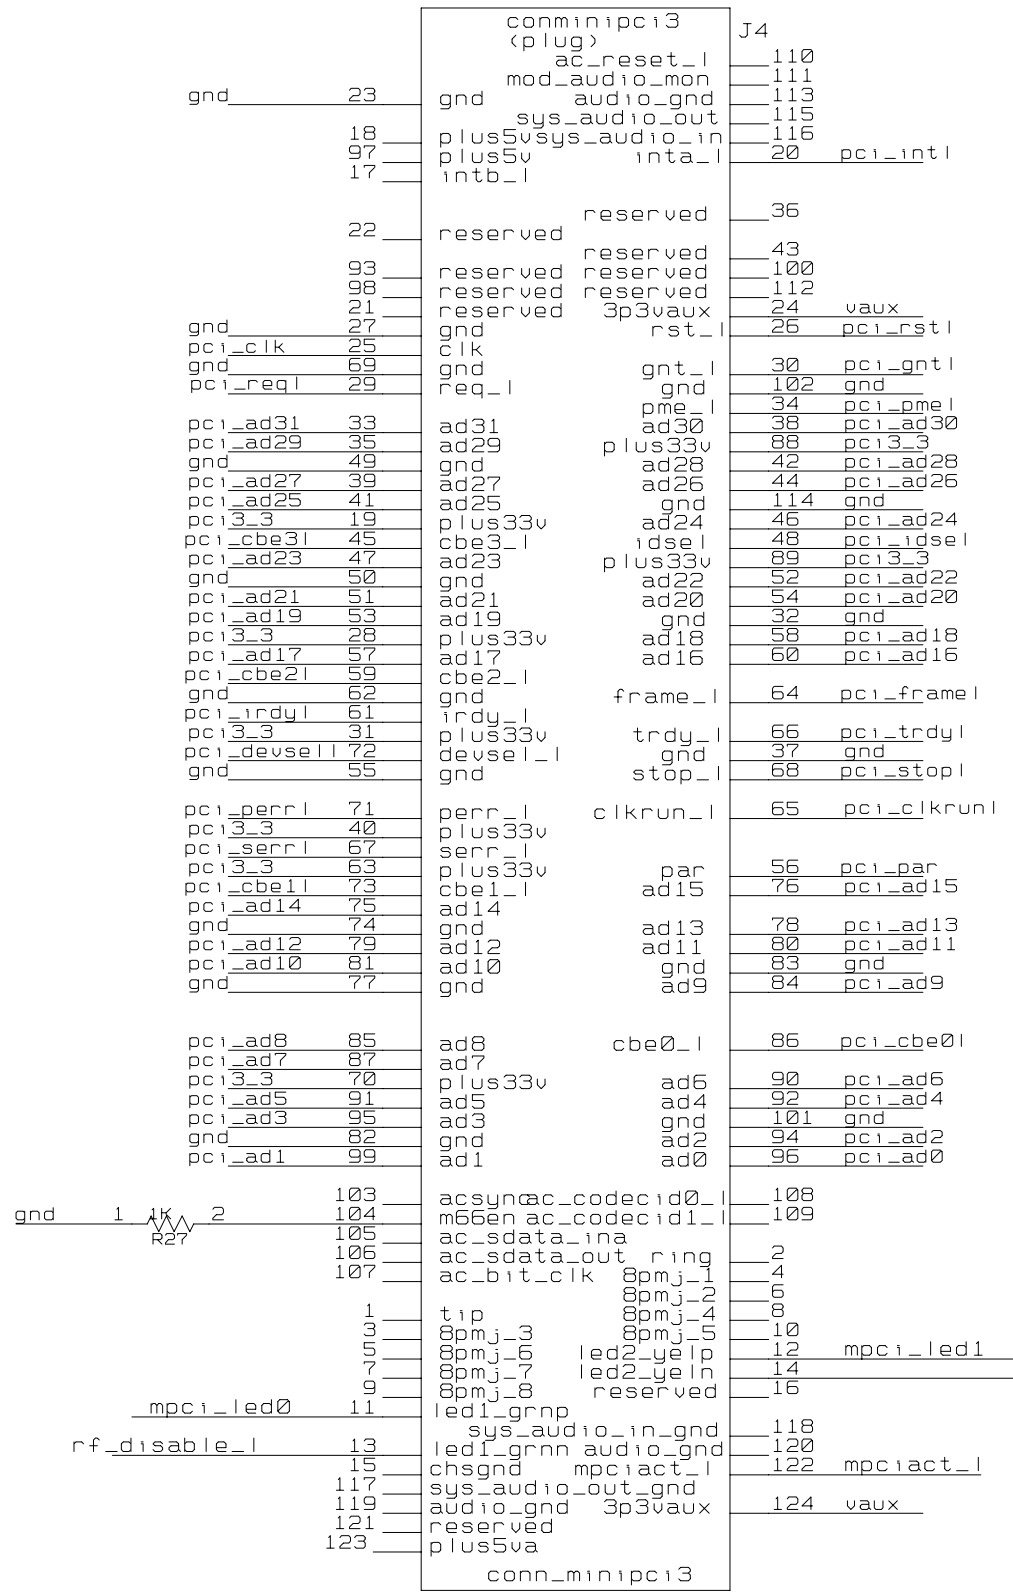 conminipci3
(plug)
J4
ac_reset_l 110
mod_audio_mon 111
gnd 23 gnd audio_gnd 113
sys_audio_out 115
18 plus5v sys_audio_in 116
97 plus5v inta_l 20 pci_intl
17 intb_l
reserved 36
22 reserved
reserved 43
93 reserved reserved 100
98 reserved reserved 112
21 reserved 3p3vaux 24 vaux
gnd 27 gnd rst_l 26 pci_rstl
pci_clk 25 clk
gnd 69 gnd gnt_l 30 pci_gntl
pci_reql 29 req_l gnd 102 gnd
pme_l 34 pci_pmel
pci_ad31 33 ad31 ad30 38 pci_ad30
pci_ad29 35 ad29 plus33v 88 pci3_3
gnd 49 gnd ad28 42 pci_ad28
pci_ad27 39 ad27 ad26 44 pci_ad26
pci_ad25 41 ad25 gnd 114 gnd
pci3_3 19 plus33v ad24 46 pci_ad24
pci_cbe3l 45 cbe3_l idsel 48 pci_idsel
pci_ad23 47 ad23 plus33v 89 pci3_3
gnd 50 gnd ad22 52 pci_ad22
pci_ad21 51 ad21 ad20 54 pci_ad20
pci_ad19 53 ad19 gnd 32 gnd
pci3_3 28 plus33v ad18 58 pci_ad18
pci_ad17 57 ad17 ad16 60 pci_ad16
pci_cbe2l 59 cbe2_l
gnd 62 gnd frame_l 64 pci_framel
pci_irdyl 61 irdy_l
pci3_3 31 plus33v trdy_l 66 pci_trdyl
pci_devsell 72 devsel_l gnd 37 gnd
gnd 55 gnd stop_l 68 pci_stopl
pci_perrl 71 perr_l clkrun_l 65 pci_clkrunl
pci3_3 40 plus33v
pci_serrl 67 serr_l
pci3_3 63 plus33v par 56 pci_par
pci_cbe1l 73 cbe1_l ad15 76 pci_ad15
pci_ad14 75 ad14
gnd 74 gnd ad13 78 pci_ad13
pci_ad12 79 ad12 ad11 80 pci_ad11
pci_ad10 81 ad10 gnd 83 gnd
gnd 77 gnd ad9 84 pci_ad9
pci_ad8 85 ad8 cbe0_l 86 pci_cbe0l
pci_ad7 87 ad7
pci3_3 70 plus33v ad6 90 pci_ad6
pci_ad5 91 ad5 ad4 92 pci_ad4
pci_ad3 95 ad3 gnd 101 gnd
gnd 82 gnd ad2 94 pci_ad2
pci_ad1 99 ad1 ad0 96 pci_ad0
103 acsync ac_codecid0_l 108
gnd 1 1K 2 104 m66en ac_codecid1_l 109
R27
105 ac_sdata_ina
106 ac_sdata_out ring 2
107 ac_bit_clk 8pmj_1 4
8pmj_2 6
1 tip 8pmj_4 8
3 8pmj_3 8pmj_5 10
5 8pmj_6 led2_yelp 12 mpci_led1
7 8pmj_7 led2_yeln 14
9 8pmj_8 reserved 16
mpci_led0 11 led1_grnp
sys_audio_in_gnd 118
rf_disable_l 13 led1_grnn audio_gnd 120
15 chsgnd mpciact_l 122 mpciact_l
117 sys_audio_out_gnd
119 audio_gnd 3p3vaux 124 vaux
121 reserved
123 plus5va
conn_minipci3